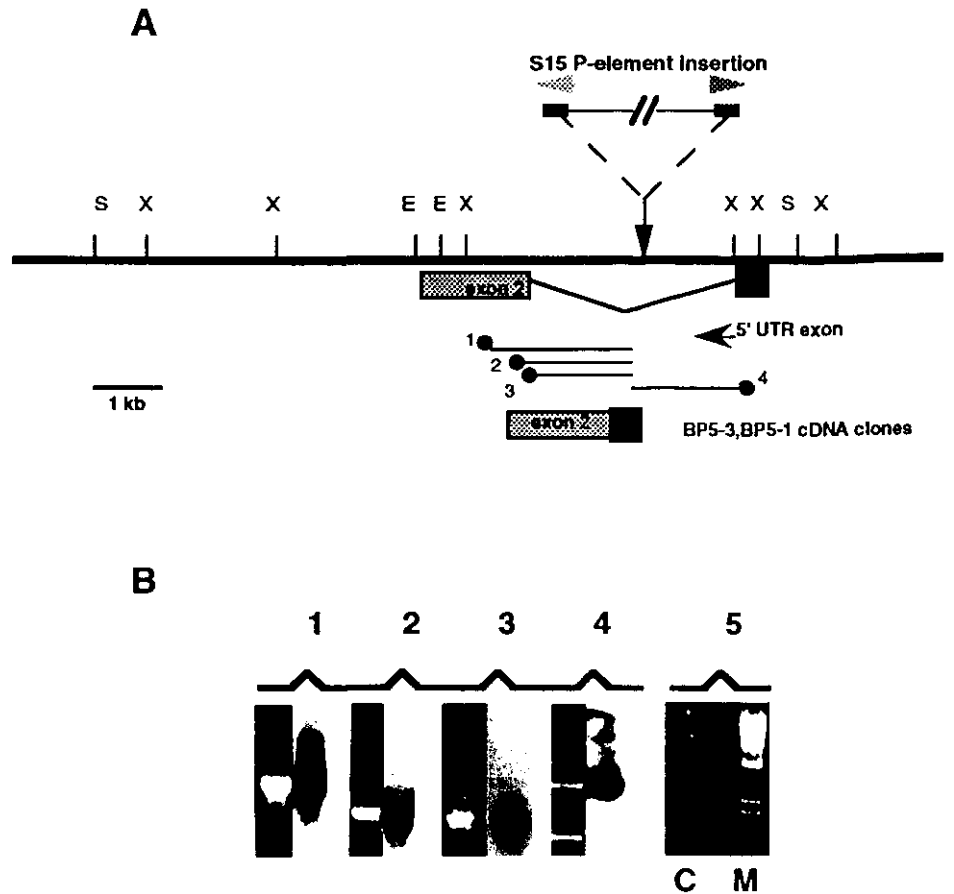 A
S15 P-element insertion
S X X E E X X X S X
exon 2
5' UTR exon
1
2
3
4
1 kb
exon 2
BP5-3,BP5-1 cDNA clones
B
1 2 3 4 5
C M